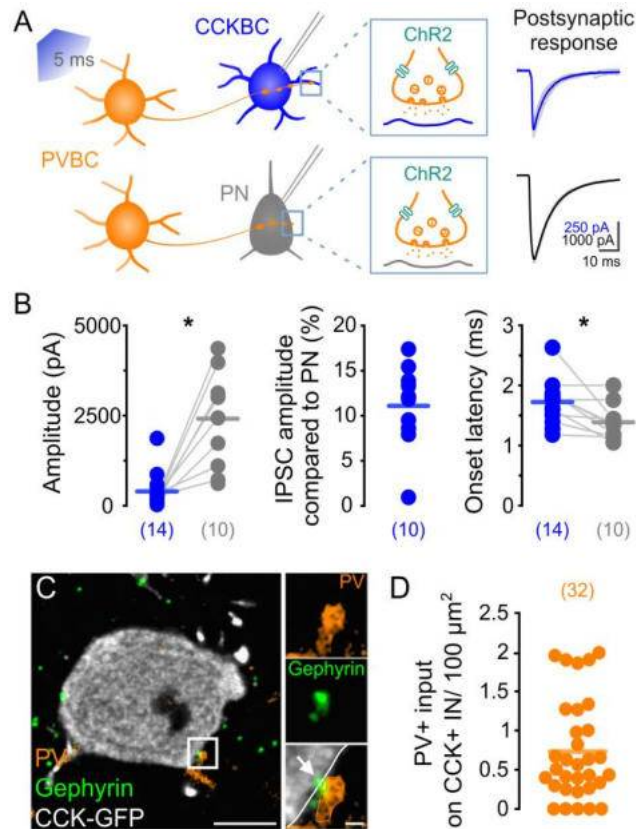 A
5 ms
CCKBC
ChR2
Postsynaptic
response
PVBC
PN
ChR2
250 pA
1000 pA
10 ms
B
Amplitude (pA)
5000
2500
0
*
(14)
(10)
IPSC amplitude
compared to PN (%)
20
15
10
5
0
(10)
Onset latency (ms)
3
2
1
0
*
(14)
(10)
C
PV
Gephyrin
CCK-GFP
PV
Gephyrin
D
(32)
PV+ input
on CCK+ IN/ 100 µm²
2.5
2
1.5
1
0.5
0